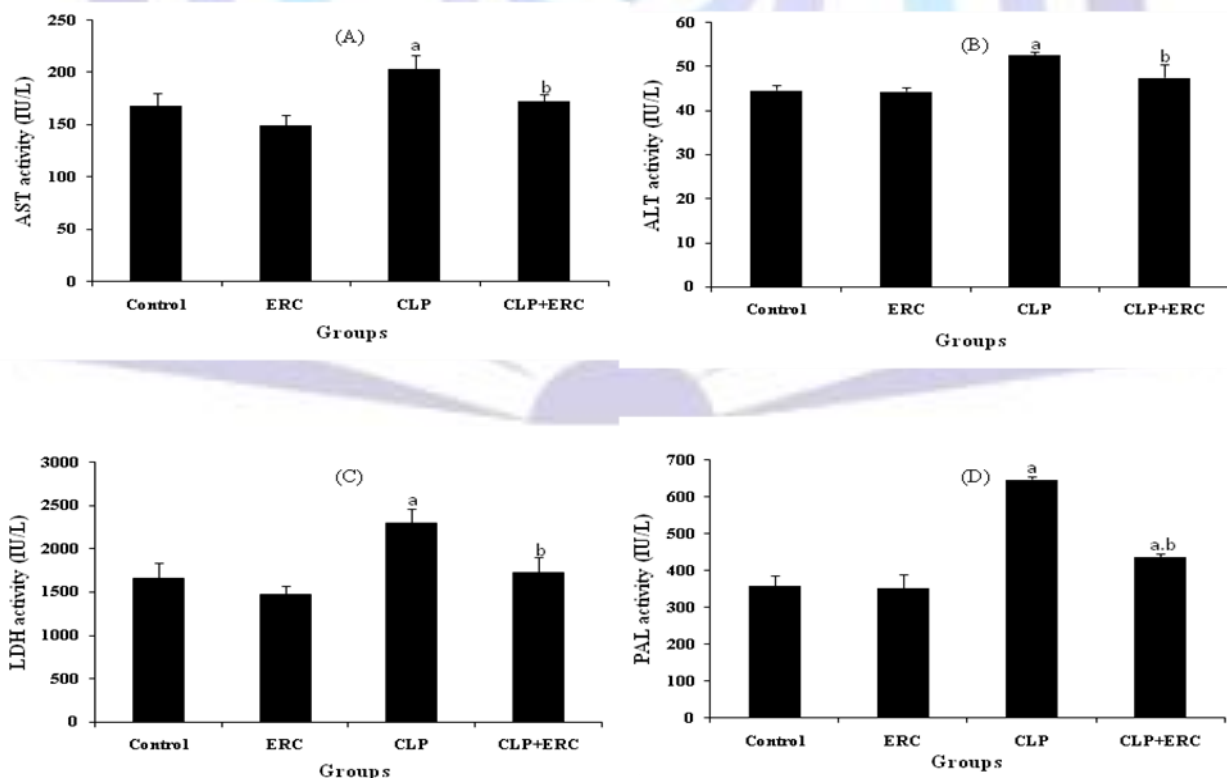 250
200
150
100
50
0
AST activity (IU/L)
(A)
a
b
Control ERC CLP CLP+ERC
Groups
60
50
40
30
20
10
0
ALT activity (IU/L)
(B)
a
b
Control ERC CLP CLP+ERC
Groups
3000
2500
2000
1500
1000
500
0
LDH activity (IU/L)
(C)
a
b
Control ERC CLP CLP+ERC
Groups
700
600
500
400
300
200
100
0
PAL activity (IU/L)
(D)
a
a.b
Control ERC CLP CLP+ERC
Groups